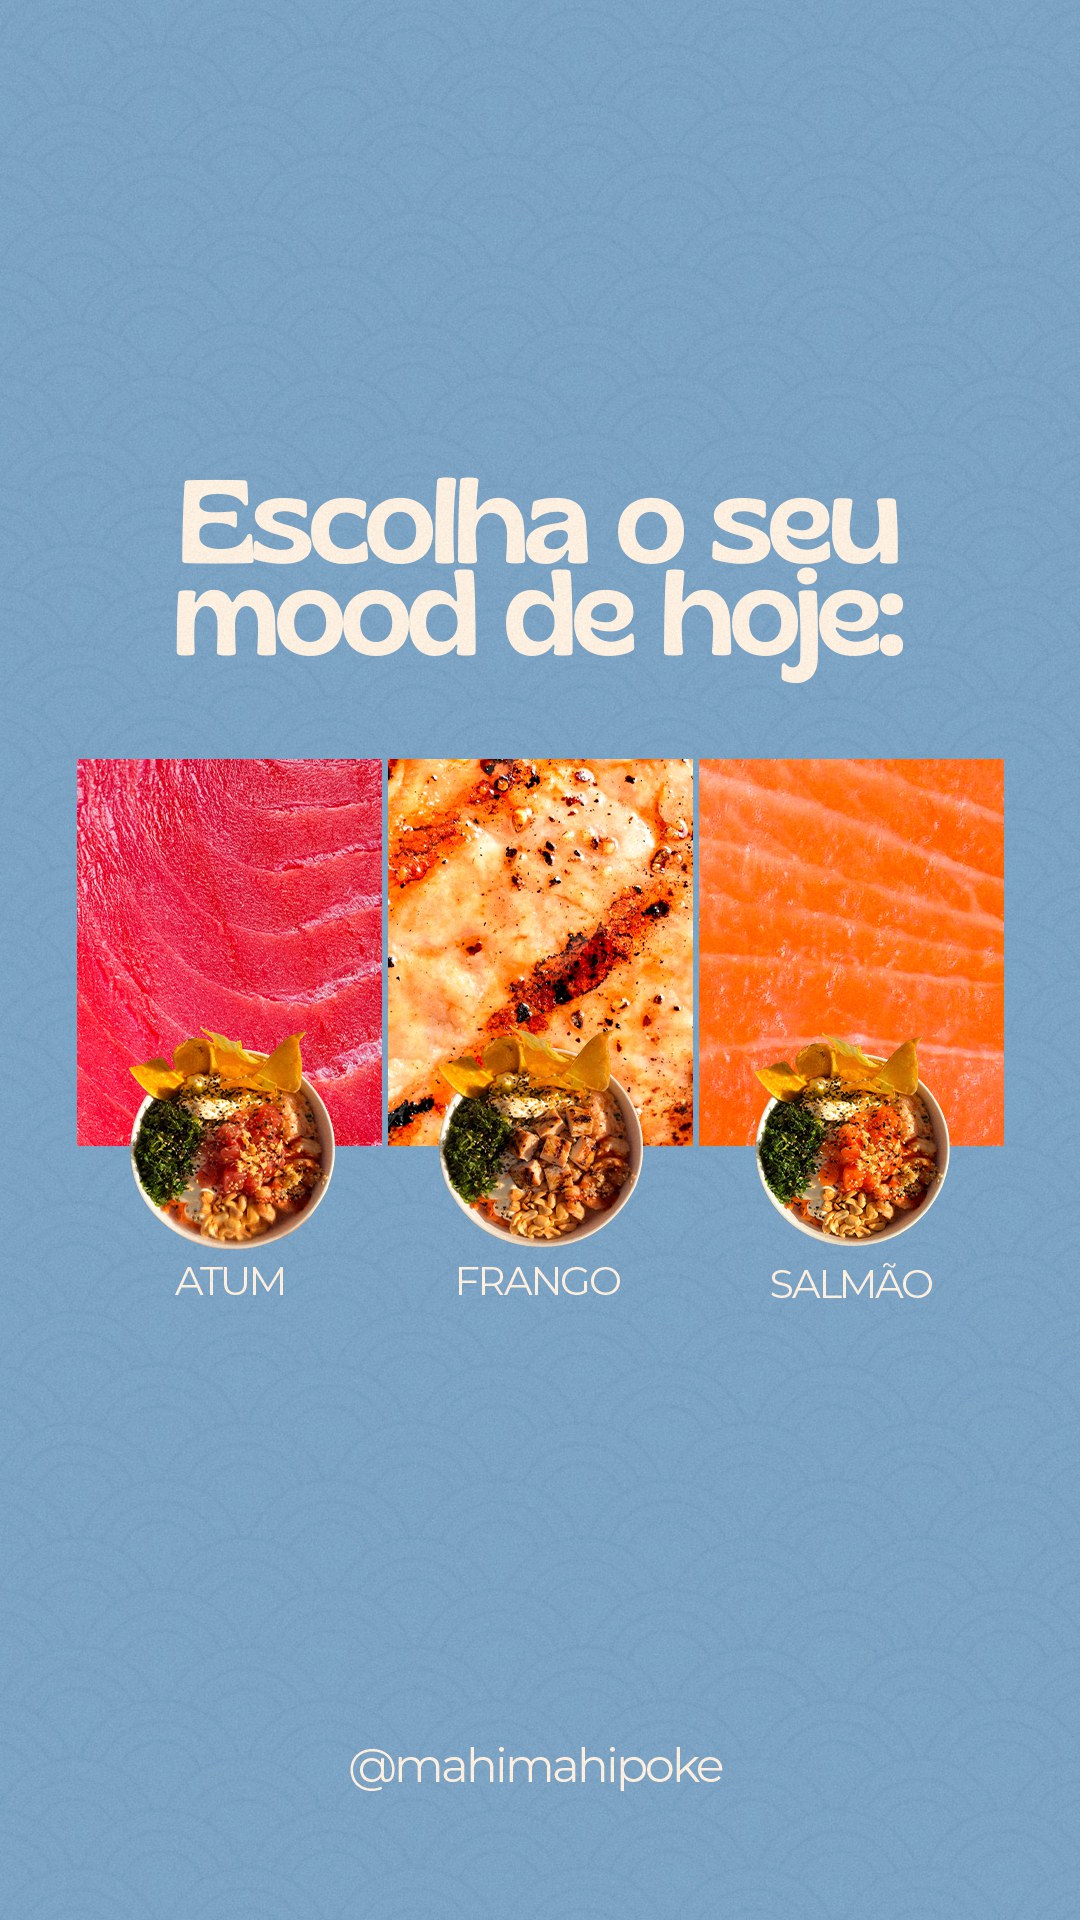 Escolha o seu
mood de hoje:
ATUM
FRANGO
SALMÃO
@mahimahipoke